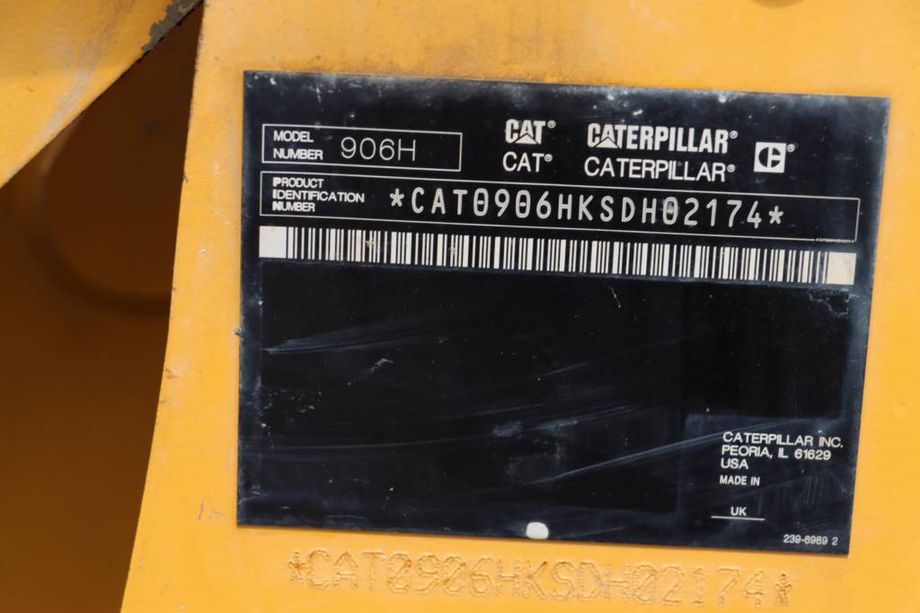 MODEL
NUMBER 906H
CAT® CATERPILLAR®
CAT® CATERPILLAR®
PRODUCT
IDENTIFICATION
NUMBER
*CAT0906HKSDH02174*
CATERPILLAR INC.
PEORIA, IL 61629
USA
MADE IN
UK
239-6989 2
*CAT0906HKSDH02174*